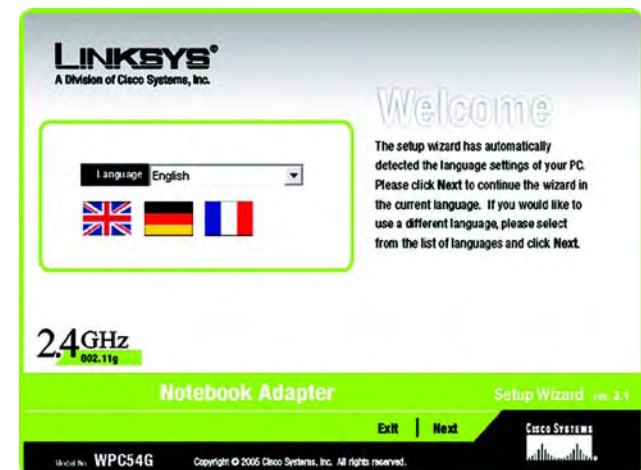 LINKSYS®
A Division of Cisco Systems, Inc.
Welcome
The setup wizard has automatically
detected the language settings of your PC.
Please click Next to continue the wizard in
the current language. If you would like to
use a different language, please select
from the list of languages and click Next.
Language English
2.4GHz
802.11g
Notebook Adapter
Setup Wizard ver. 3.1
Exit Next
CISCO SYSTEMS
Model No. WPC54G Copyright © 2005 Cisco Systems, Inc. All rights reserved.